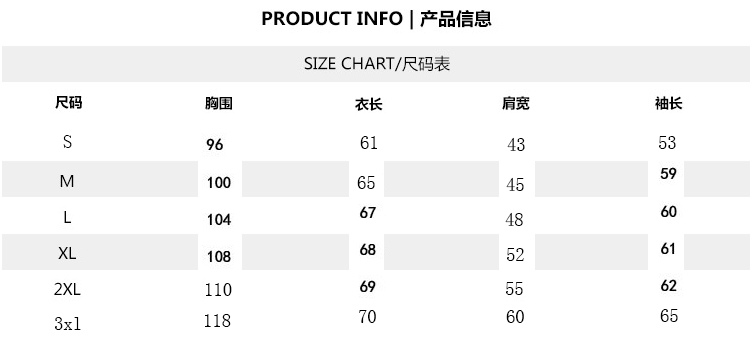 PRODUCT INFO | 产品信息
SIZE CHART/尺码表
尺码 胸围 衣长 肩宽 袖长
S 96 61 43 53
M 100 65 45 59
L 104 67 48 60
XL 108 68 52 61
2XL 110 69 55 62
3xl 118 70 60 65